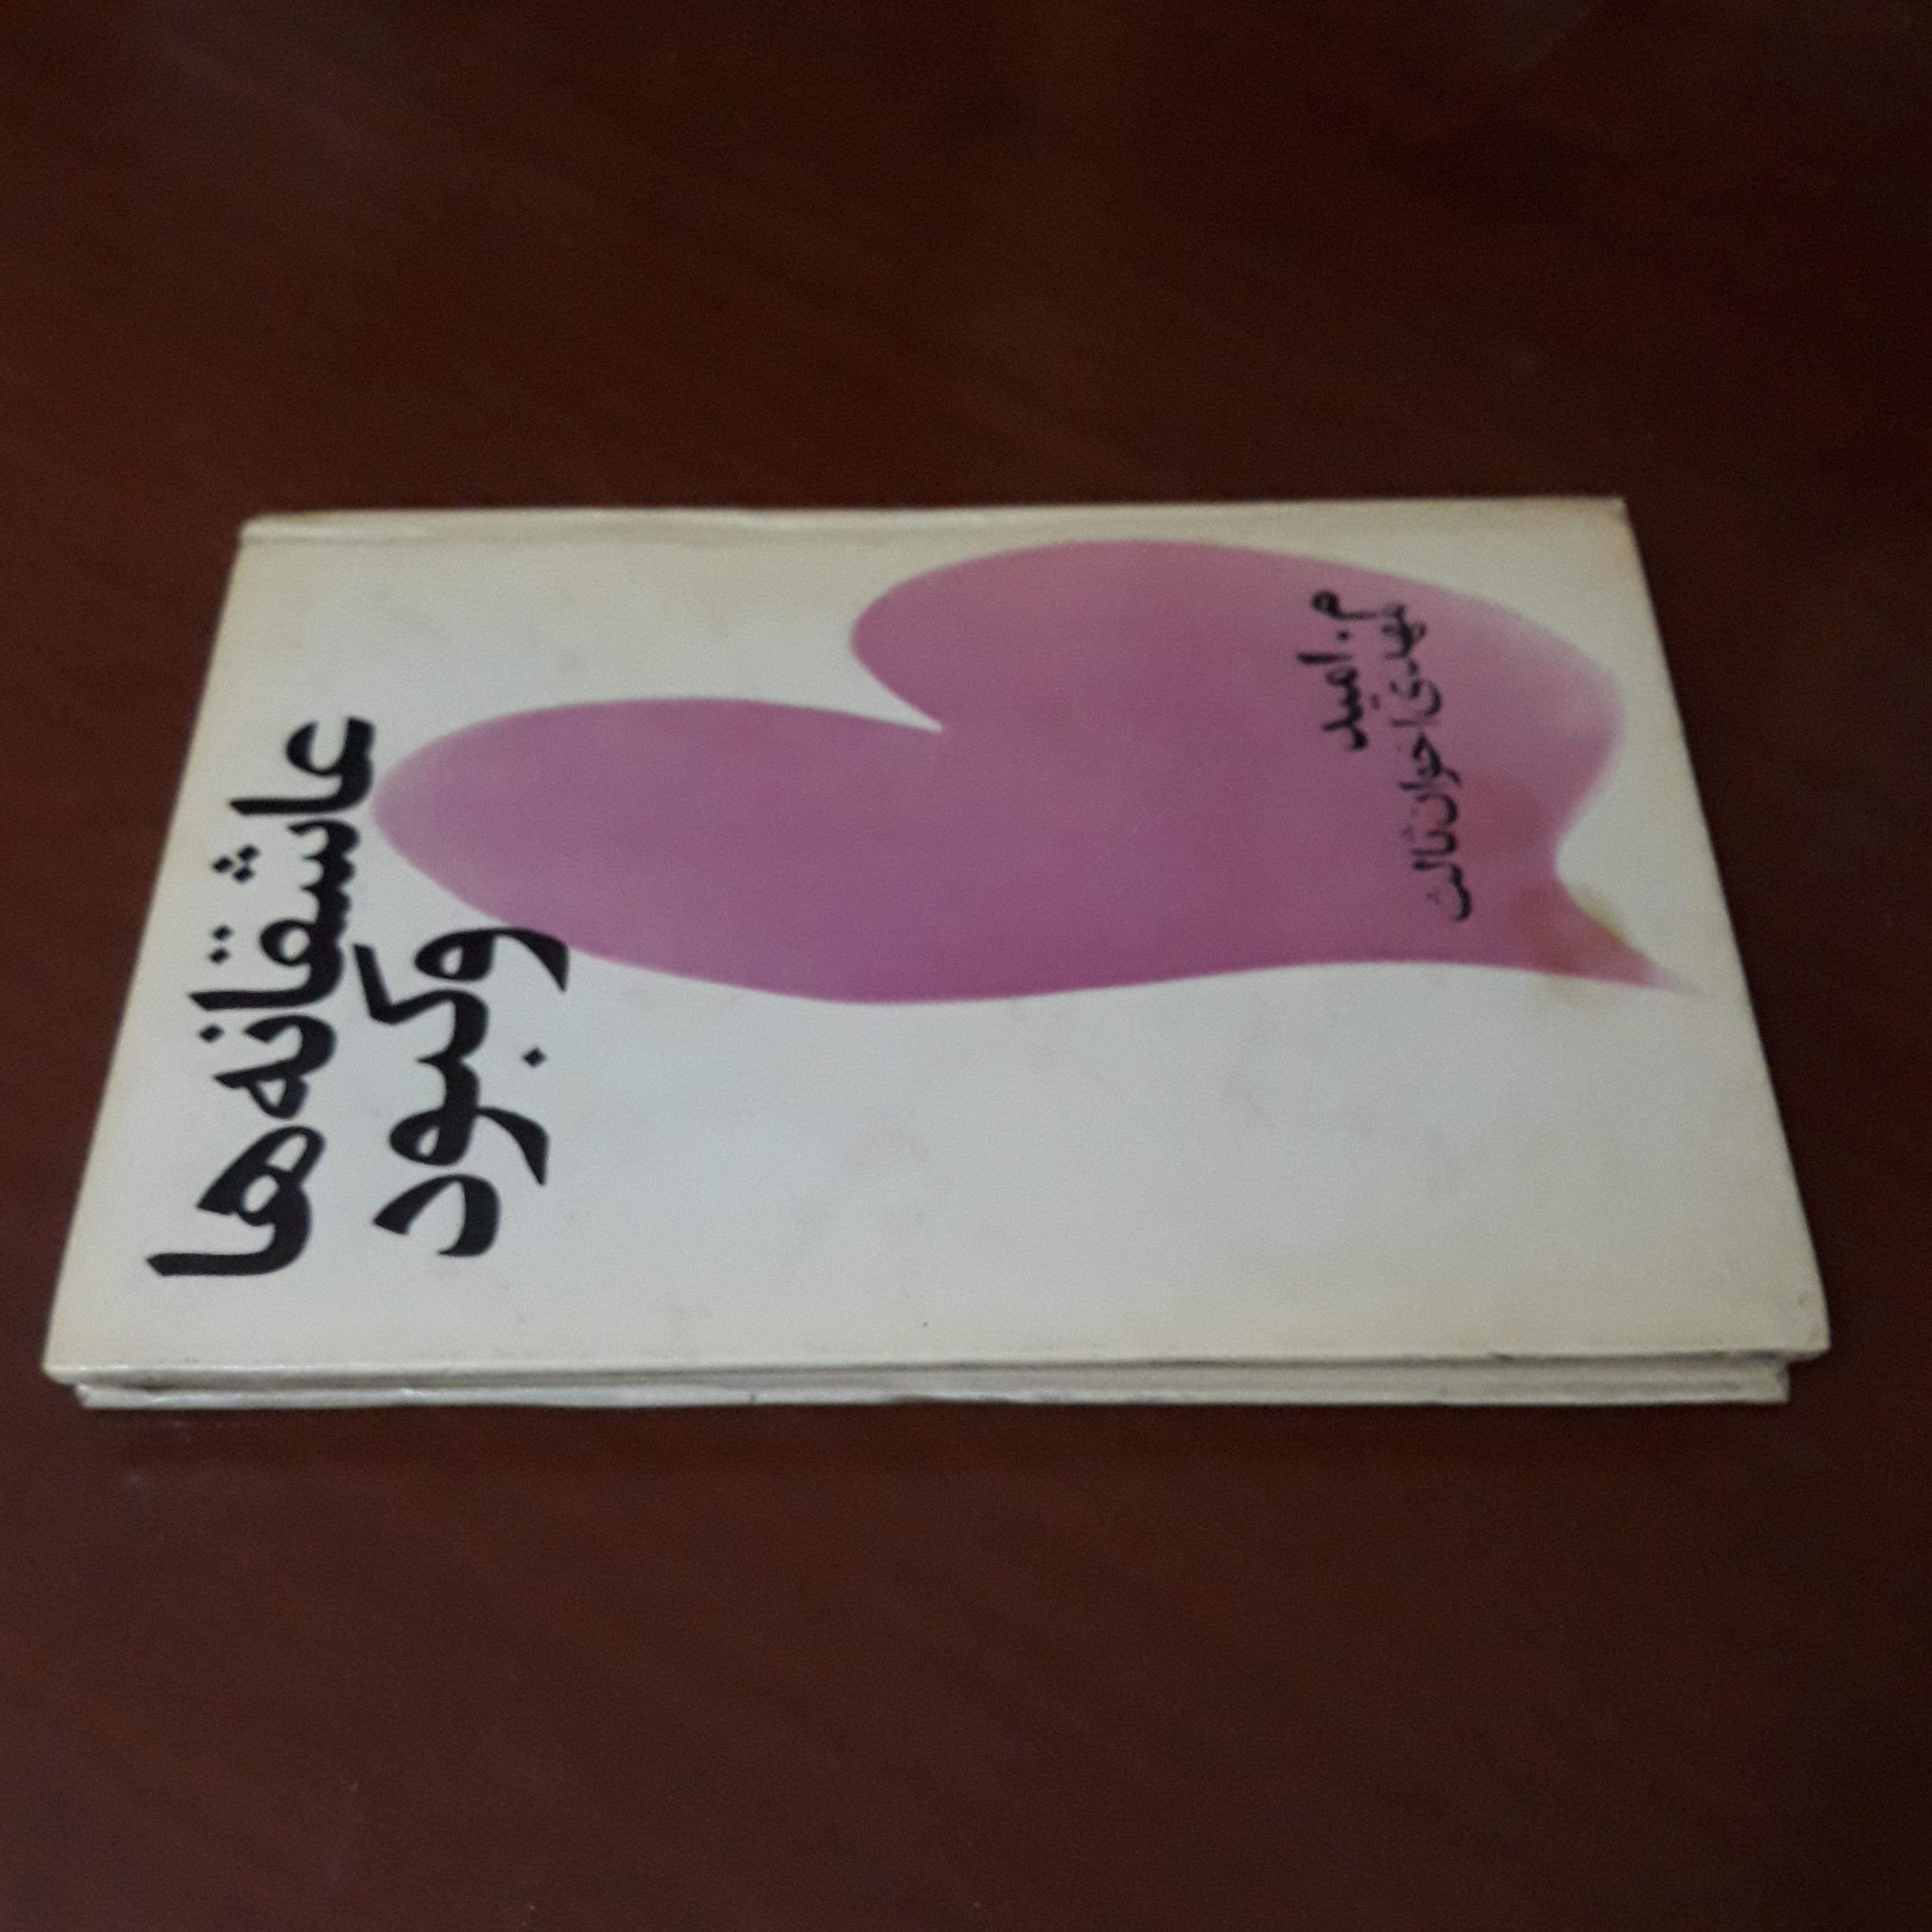 عاشقانه‌ها
و کبود
م. امید
مهدی اخوان ثالث